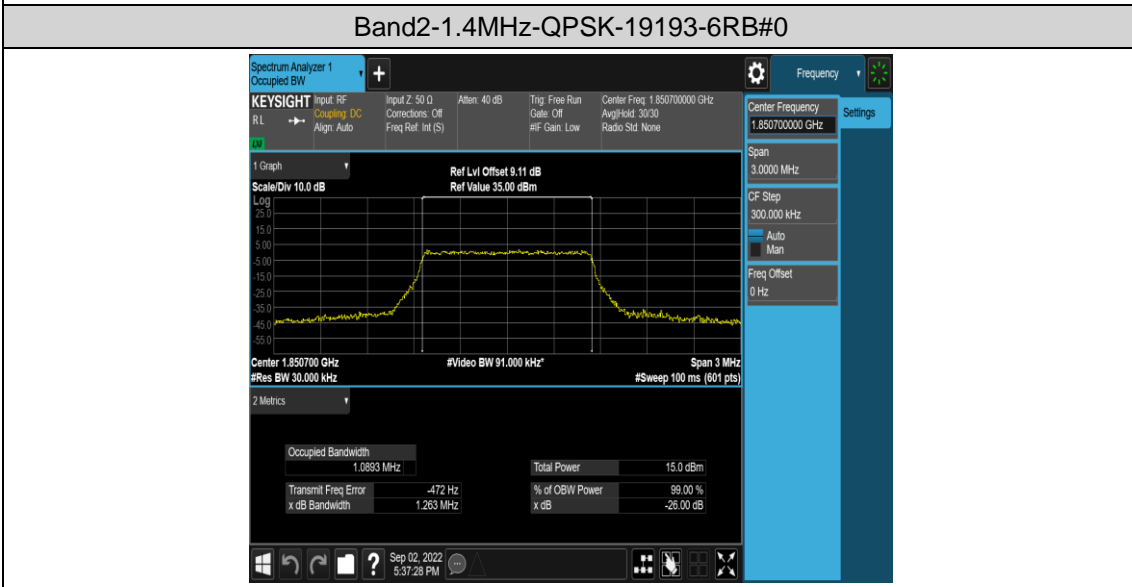 Band2-1.4MHz-QPSK-19193-6RB#0
Spectrum Analyzer 1
Occupied BW
Frequency
KEYSIGHT Input: RF Input Z: 50 Ω Atten: 40 dB Trig: Free Run Center Freq: 1.850700000 GHz
RL Coupling: DC Corrections: Off Gate: Off Avg|Hold: 30/30
Align: Auto Freq Ref: Int (S) #IF Gain: Low Radio Std: None
Center Frequency
1.850700000 GHz
Settings
Span
3.0000 MHz
CF Step
300.000 kHz
Auto
Man
Freq Offset
0 Hz
1 Graph
Ref Lvl Offset 9.11 dB
Scale/Div 10.0 dB Ref Value 35.00 dBm
Log
25.0
15.0
5.00
-5.00
-15.0
-25.0
-35.0
-45.0
-55.0
Center 1.850700 GHz #Video BW 91.000 kHz* Span 3 MHz
#Res BW 30.000 kHz #Sweep 100 ms (601 pts)
2 Metrics
Occupied Bandwidth
1.0893 MHz Total Power 15.0 dBm
Transmit Freq Error -472 Hz % of OBW Power 99.00 %
x dB Bandwidth 1.263 MHz x dB -26.00 dB
Sep 02, 2022
5:37:28 PM